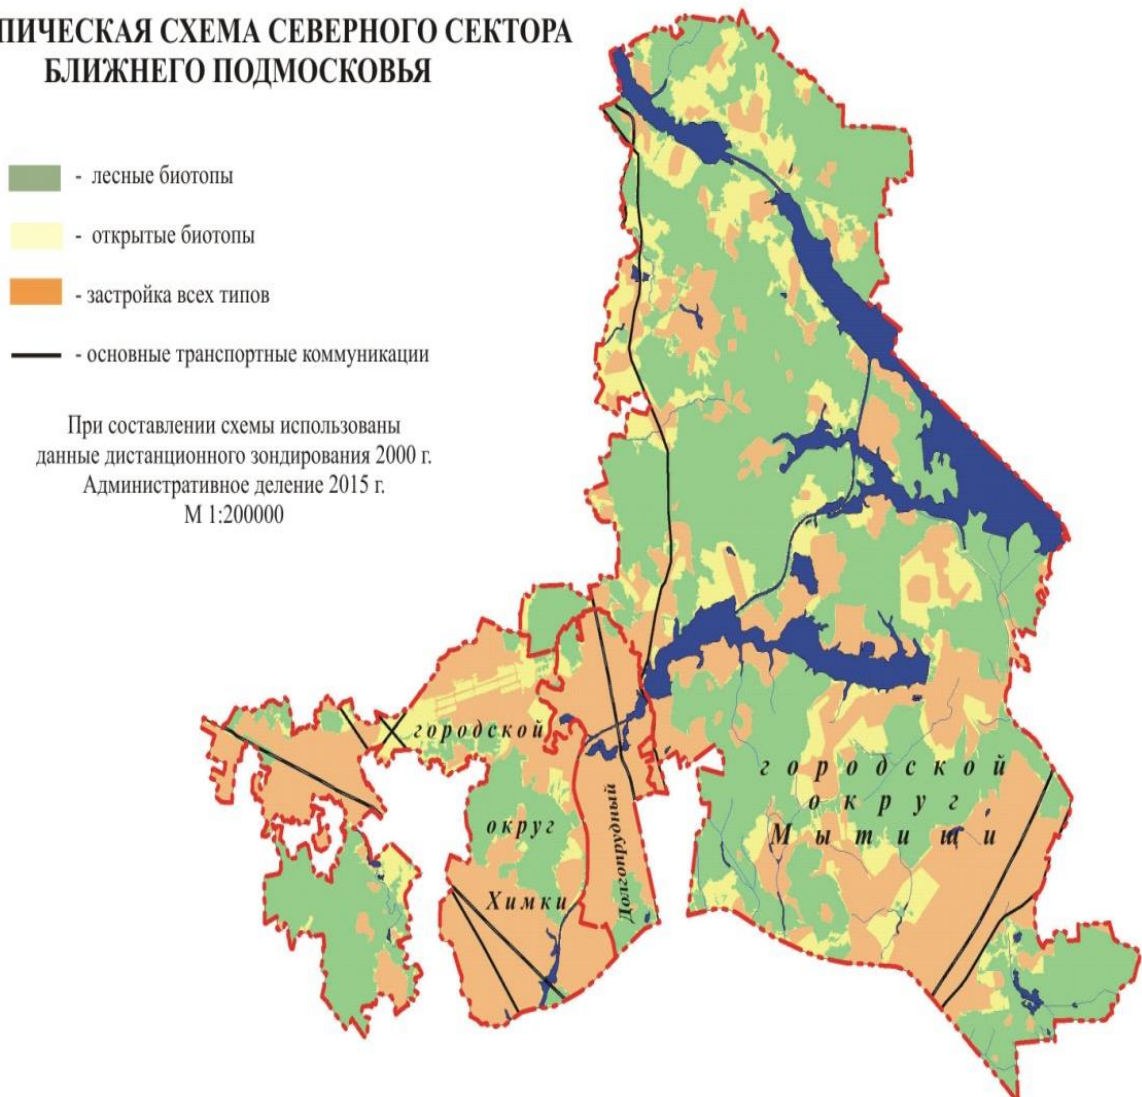 ПИЧЕСКАЯ СХЕМА СЕВЕРНОГО СЕКТОРА
БЛИЖНЕГО ПОДМОСКОВЬЯ
- лесные биотопы
- открытые биотопы
- застройка всех типов
- основные транспортные коммуникации
При составлении схемы использованы
данные дистанционного зондирования 2000 г.
Административное деление 2015 г.
М 1:200000
городской
округ
Химки
Долгопрудный
городской
округ
Мытищи